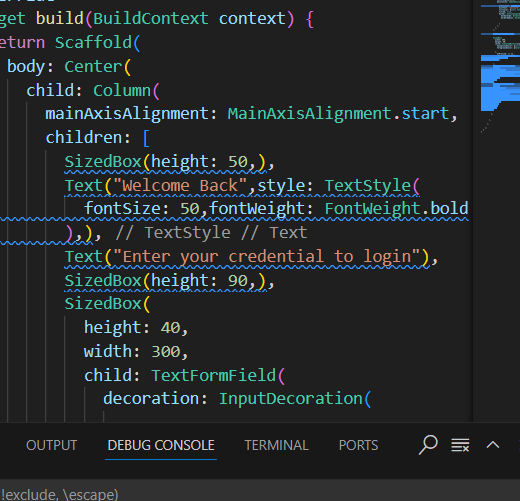 get build(BuildContext context) {
eturn Scaffold(
body: Center(
child: Column(
mainAxisAlignment: MainAxisAlignment.start,
children: [
SizedBox(height: 50,),
Text("Welcome Back",style: TextStyle(
fontSize: 50,fontWeight: FontWeight.bold
),), // TextStyle // Text
Text("Enter your credential to login"),
SizedBox(height: 90,),
SizedBox(
height: 40,
width: 300,
child: TextFormField(
decoration: InputDecoration(
OUTPUT DEBUG CONSOLE TERMINAL PORTS
!exclude, \escape)